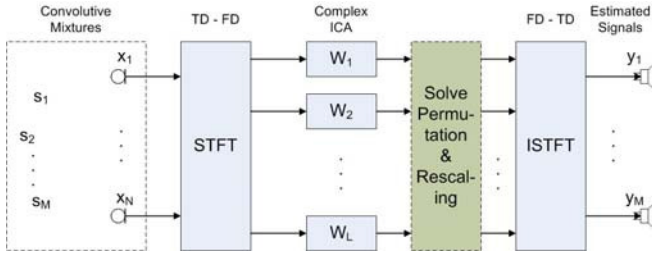 Convolutive
Mixtures
TD - FD
Complex
ICA
FD - TD
Estimated
Signals
x1
s1
s2
sM
xN
STFT
W1
W2
WL
Solve
Permu-
tation
&
Rescal-
ing
ISTFT
y1
yM